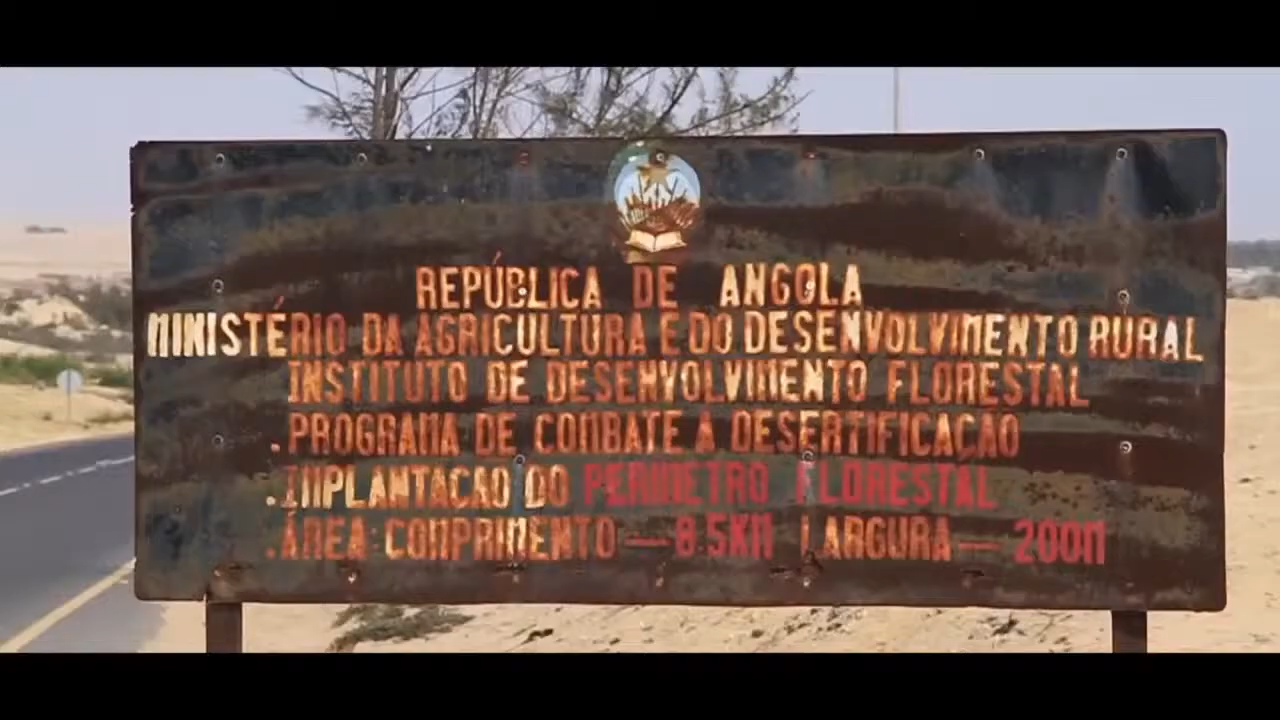 REPÚBLICA DE ANGOLA
MINISTÉRIO DA AGRICULTURA E DO DESENVOLVIMENTO RURAL
INSTITUTO DE DESENVOLVIMENTO FLORESTAL
. PROGRAMA DE COMBATE A DESERTIFICAÇÃO
. IMPLANTAÇÃO DO PERIMETRO FLORESTAL
. ÁREA: COMPRIMENTO — 8.5KM LARGURA — 200M